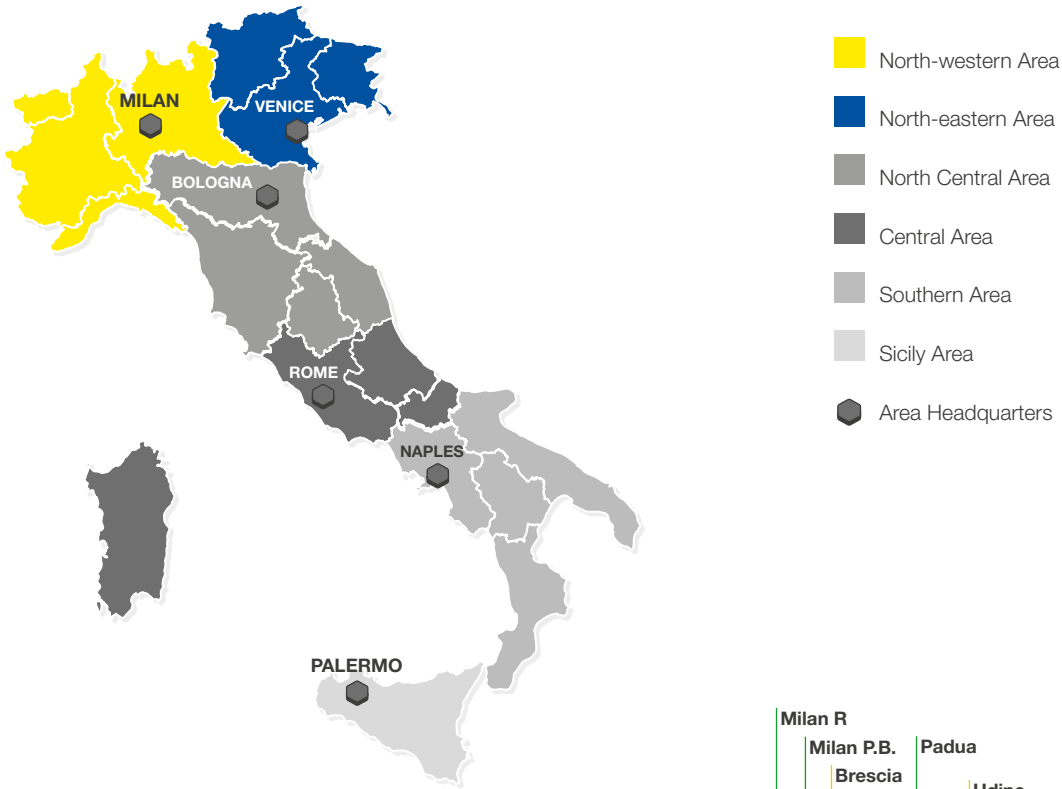 North-western Area
MILAN
VENICE
North-eastern Area
BOLOGNA
North Central Area
Central Area
Southern Area
Sicily Area
ROME
Area Headquarters
NAPLES
PALERMO
Milan R
Milan P.B.
Padua
Brescia